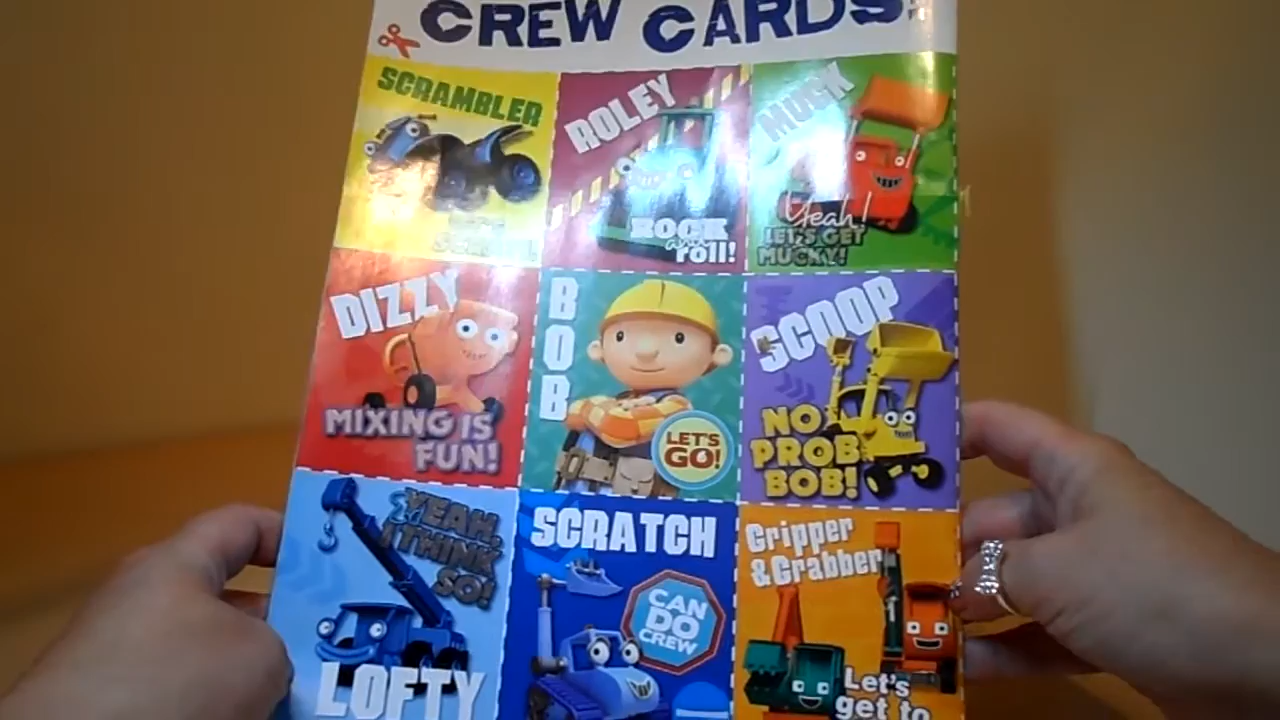 CREW CARDS!
SCRAMBLER
ROLEY
ROCK
and
roll!
MUCK
Yeah!
LET'S GET
MUCKY!
DIZZY
MIXING IS
FUN!
BOB
LET'S
GO!
SCOOP
NO
PROB
BOB!
YEAH,
I THINK
SO!
LOFTY
SCRATCH
CAN
DO
CREW
Gripper
&Grabber
Let's
get to